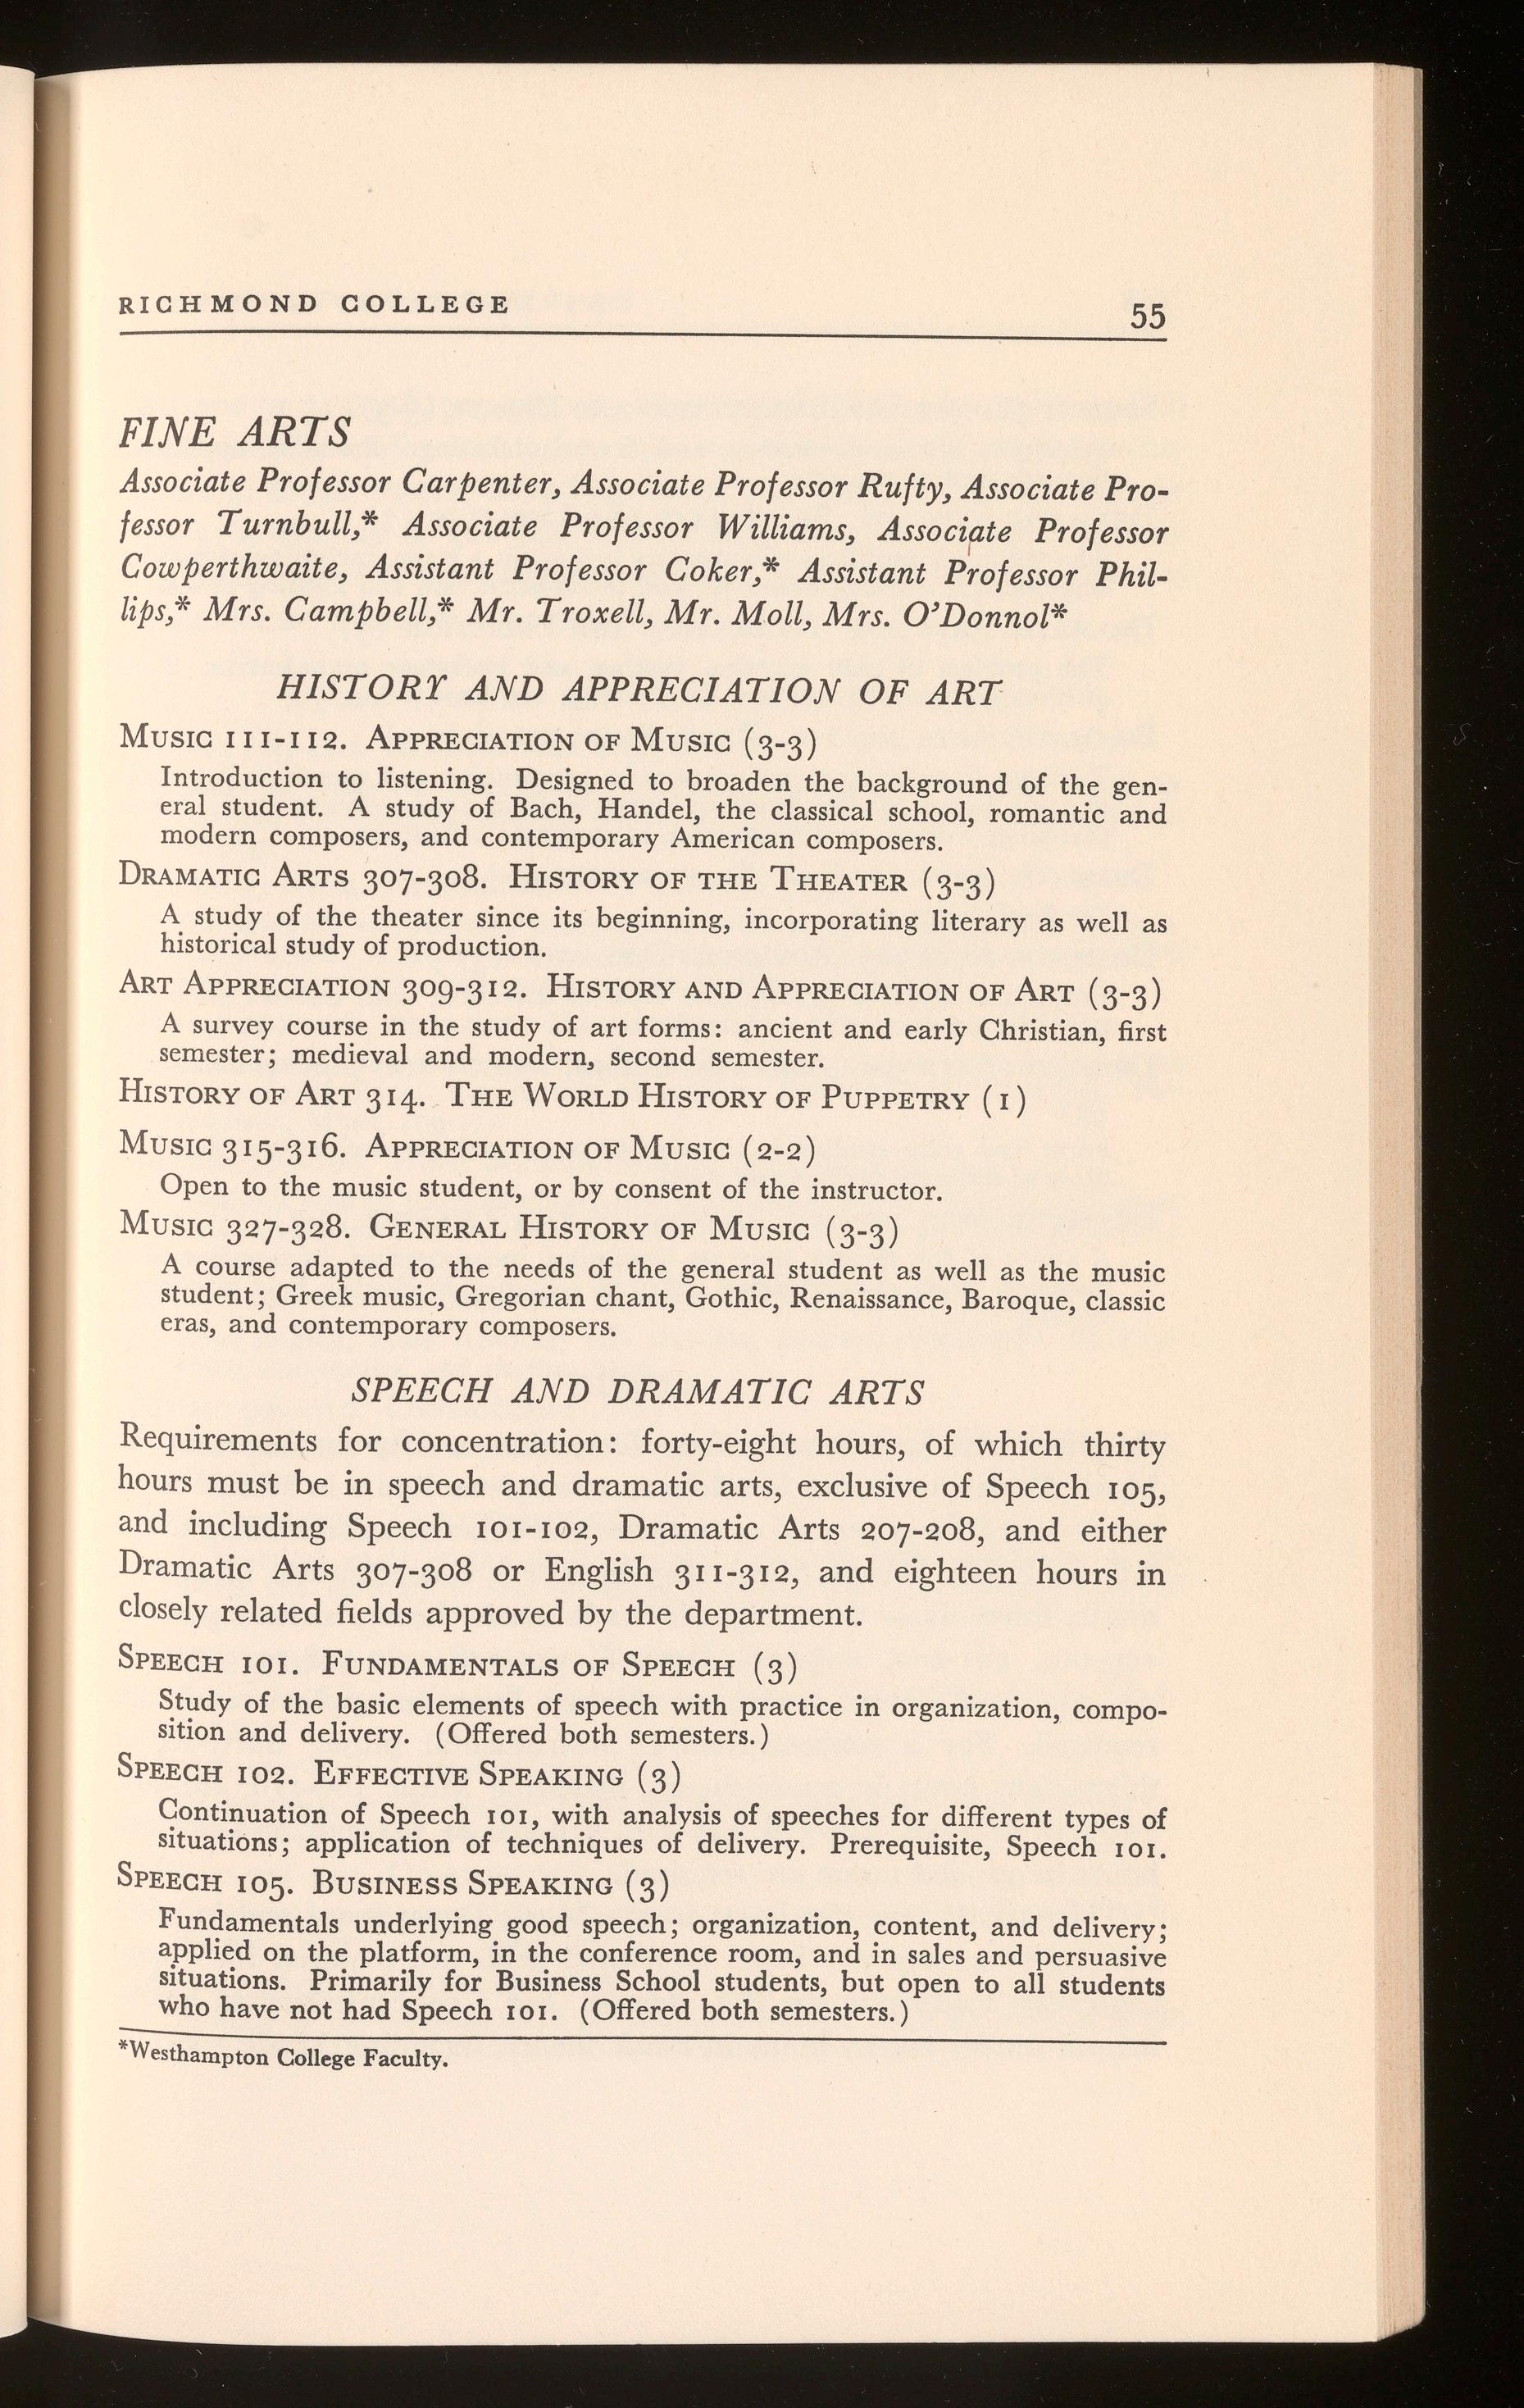 RICHMOND COLLEGE 55
FINE ARTS
Associate Professor Carpenter, Associate Professor Rufty, Associate Pro-
fessor Turnbull,* Associate Professor Williams, Associate Professor
Cowperthwaite, Assistant Professor Coker,* Assistant Professor Phil-
lips,* Mrs. Campbell,* Mr. Troxell, Mr. Moll, Mrs. O'Donnol*
HISTORY AND APPRECIATION OF ART
MUSIC 111-112. APPRECIATION OF MUSIC (3-3)
Introduction to listening. Designed to broaden the background of the gen-
eral student. A study of Bach, Handel, the classical school, romantic and
modern composers, and contemporary American composers.
DRAMATIC ARTS 307-308. HISTORY OF THE THEATER (3-3)
A study of the theater since its beginning, incorporating literary as well as
historical study of production.
ART APPRECIATION 309-312. HISTORY AND APPRECIATION OF ART (3-3)
A survey course in the study of art forms: ancient and early Christian, first
semester; medieval and modern, second semester.
HISTORY OF ART 314. THE WORLD HISTORY OF PUPPETRY (1)
MUSIC 315-316. APPRECIATION OF MUSIC (2-2)
Open to the music student, or by consent of the instructor.
MUSIC 327-328. GENERAL HISTORY OF MUSIC (3-3)
A course adapted to the needs of the general student as well as the music
student; Greek music, Gregorian chant, Gothic, Renaissance, Baroque, classic
eras, and contemporary composers.
SPEECH AND DRAMATIC ARTS
Requirements for concentration: forty-eight hours, of which thirty
hours must be in speech and dramatic arts, exclusive of Speech 105,
and including Speech 101-102, Dramatic Arts 207-208, and either
Dramatic Arts 307-308 or English 311-312, and eighteen hours in
closely related fields approved by the department.
SPEECH 101. FUNDAMENTALS OF SPEECH (3)
Study of the basic elements of speech with practice in organization, compo-
sition and delivery. (Offered both semesters.)
SPEECH 102. EFFECTIVE SPEAKING (3)
Continuation of Speech 101, with analysis of speeches for different types of
situations; application of techniques of delivery. Prerequisite, Speech 101.
SPEECH 105. BUSINESS SPEAKING (3)
Fundamentals underlying good speech; organization, content, and delivery;
applied on the platform, in the conference room, and in sales and persuasive
situations. Primarily for Business School students, but open to all students
who have not had Speech 101. (Offered both semesters.)
*Westhampton College Faculty.